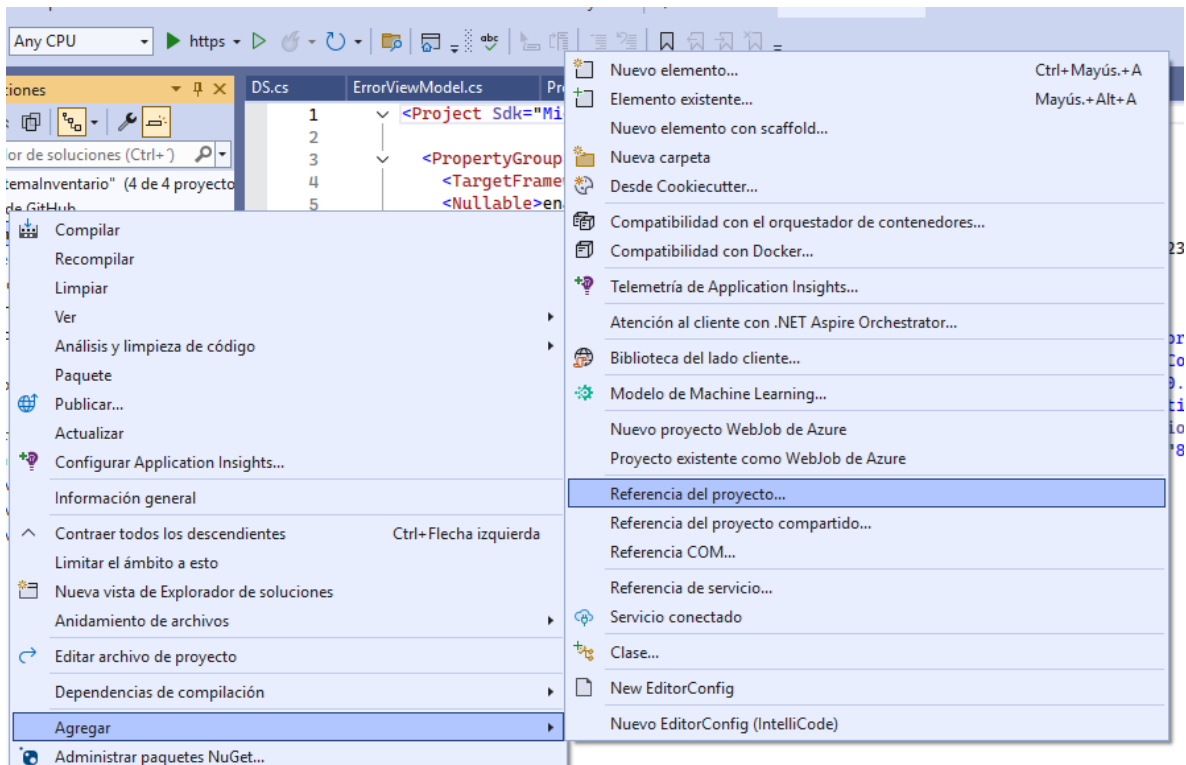 Any CPU
https
abc
DS.cs
ErrorViewModel.cs
ciones
lor de soluciones (Ctrl+´)
temaInventario" (4 de 4 proyecto
de GitHub
1
<Project Sdk="Mi
2
3
<PropertyGroup
4
<TargetFrame
5
<Nullable>en
Compilar
Recompilar
Limpiar
Ver
Análisis y limpieza de código
Paquete
Publicar...
Actualizar
Configurar Application Insights...
Información general
Contraer todos los descendientes Ctrl+Flecha izquierda
Limitar el ámbito a esto
Nueva vista de Explorador de soluciones
Anidamiento de archivos
Editar archivo de proyecto
Dependencias de compilación
Agregar
Administrar paquetes NuGet...
Nuevo elemento... Ctrl+Mayús.+A
Elemento existente... Mayús.+Alt+A
Nuevo elemento con scaffold...
Nueva carpeta
Desde Cookiecutter...
Compatibilidad con el orquestador de contenedores...
Compatibilidad con Docker...
Telemetría de Application Insights...
Atención al cliente con .NET Aspire Orchestrator...
Biblioteca del lado cliente...
Modelo de Machine Learning...
Nuevo proyecto WebJob de Azure
Proyecto existente como WebJob de Azure
Referencia del proyecto...
Referencia del proyecto compartido...
Referencia COM...
Referencia de servicio...
Servicio conectado
Clase...
New EditorConfig
Nuevo EditorConfig (IntelliCode)